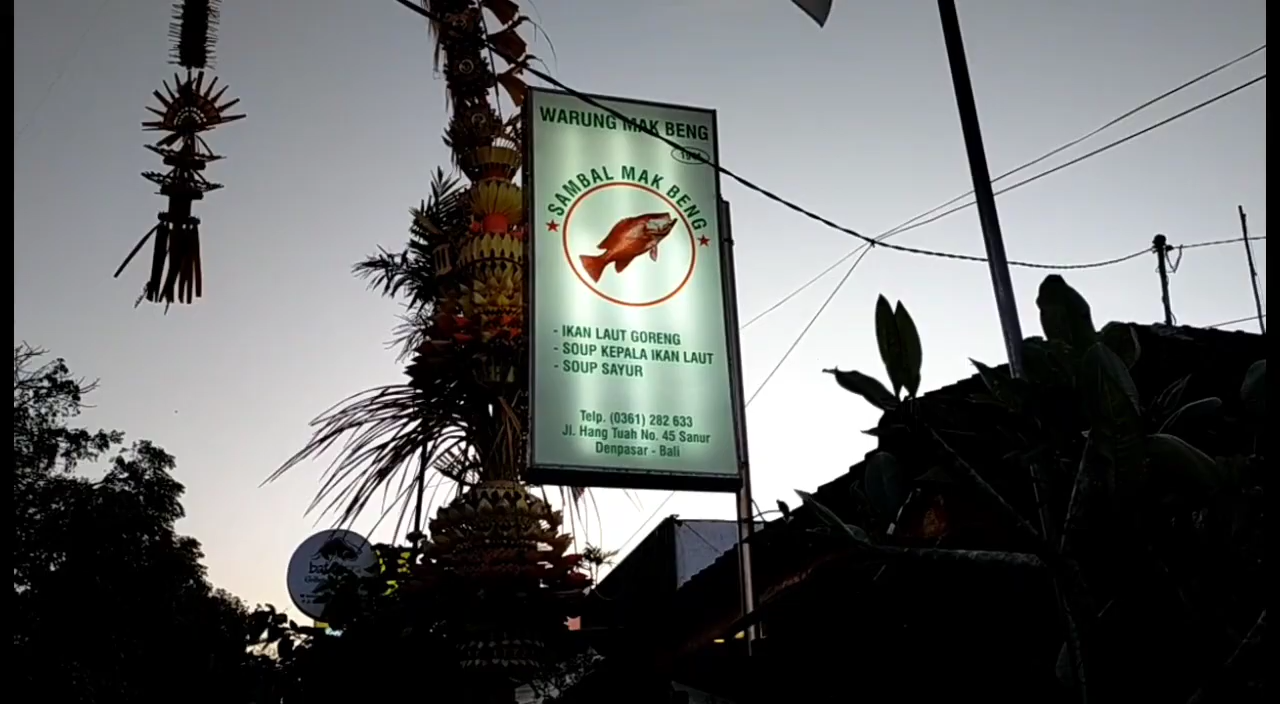 WARUNG MAK BENG
SAMBAL MAK BENG
- IKAN LAUT GORENG
- SOUP KEPALA IKAN LAUT
- SOUP SAYUR
Telp. (0361) 282 633
Jl. Hang Tuah No. 45 Sanur
Denpasar - Bali